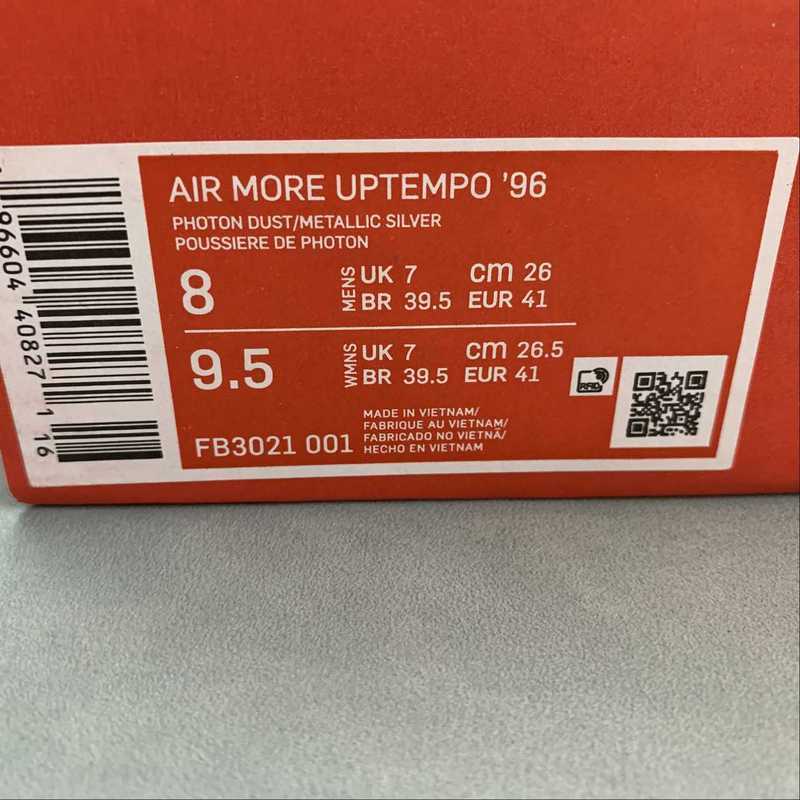 AIR MORE UPTEMPO '96
PHOTON DUST/METALLIC SILVER
POUSSIERE DE PHOTON
8
MENS
UK 7 cm 26
BR 39.5 EUR 41
9.5
WMNS
UK 7 cm 26.5
BR 39.5 EUR 41
RFID
FB3021 001
MADE IN VIETNAM/
FABRIQUE AU VIETNAM/
FABRICADO NO VIETNÃ/
HECHO EN VIETNAM
96604 40827 1 16